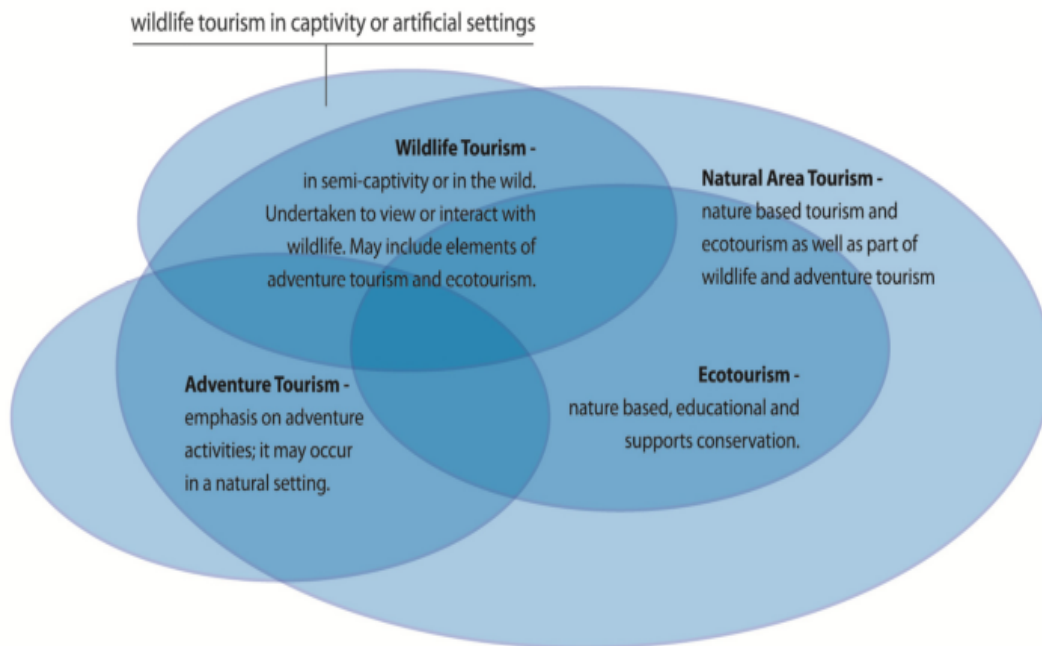 wildlife tourism in captivity or artificial settings
Wildlife Tourism -
in semi-captivity or in the wild.
Undertaken to view or interact with
wildlife. May include elements of
adventure tourism and ecotourism.
Natural Area Tourism -
nature based tourism and
ecotourism as well as part of
wildlife and adventure tourism
Adventure Tourism -
emphasis on adventure
activities; it may occur
in a natural setting.
Ecotourism -
nature based, educational and
supports conservation.